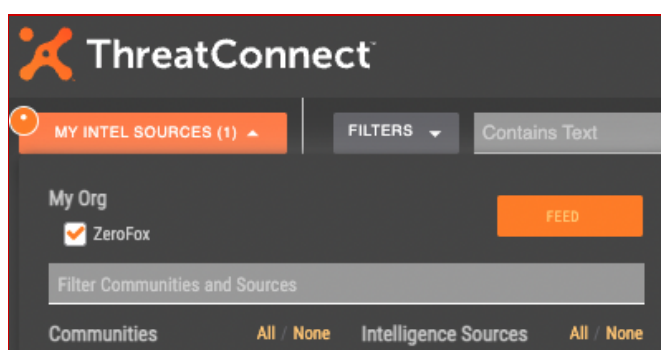 ThreatConnect™
MY INTEL SOURCES (1)
FILTERS
Contains Text
My Org
FEED
ZeroFox
Filter Communities and Sources
Communities All / None Intelligence Sources All / None